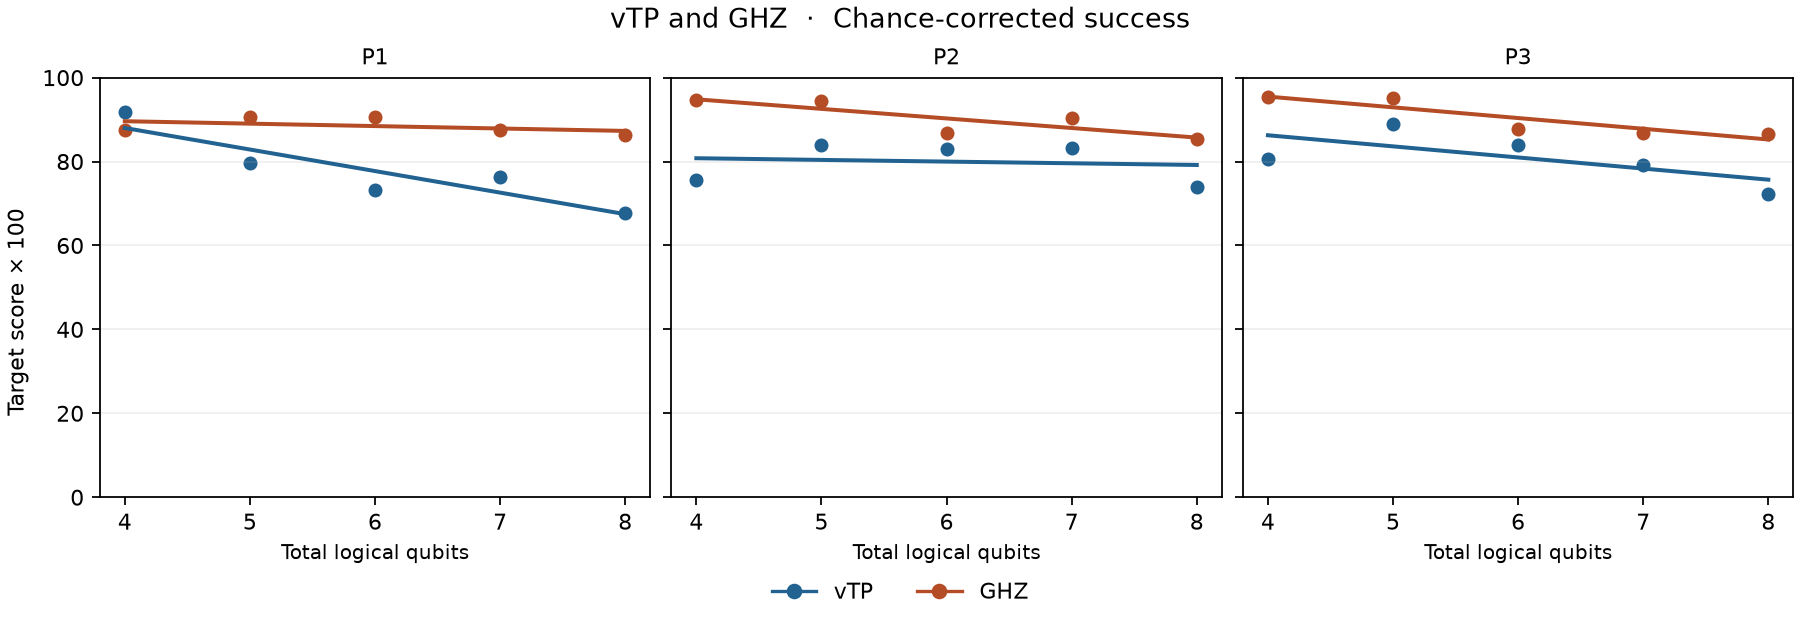 vTP and GHZ · Chance-corrected success
P1
P2
P3
Target score × 100
100
80
60
40
20
0
4 5 6 7 8
4 5 6 7 8
4 5 6 7 8
Total logical qubits
Total logical qubits
Total logical qubits
vTP
GHZ